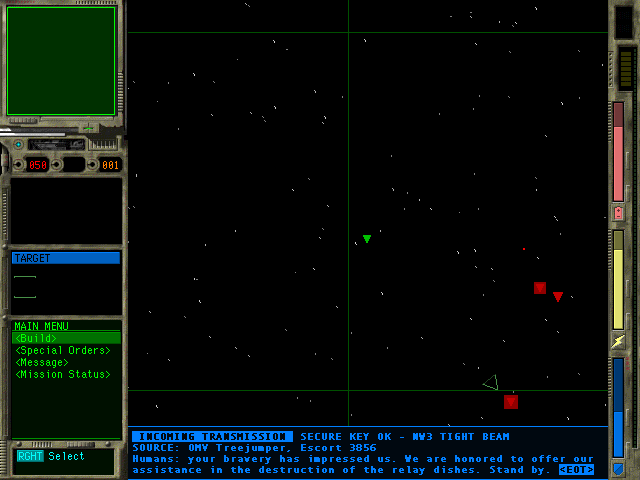 050
001
TARGET
MAIN MENU
<Build>
<Special Orders>
<Message>
<Mission Status>
RGHT Select
INCOMING TRANSMISSION SECURE KEY OK - NW3 TIGHT BEAM
SOURCE: OMV Treejumper, Escort 3856
Humans: your bravery has impressed us. We are honored to offer our
assistance in the destruction of the relay dishes. Stand by. <EOT>